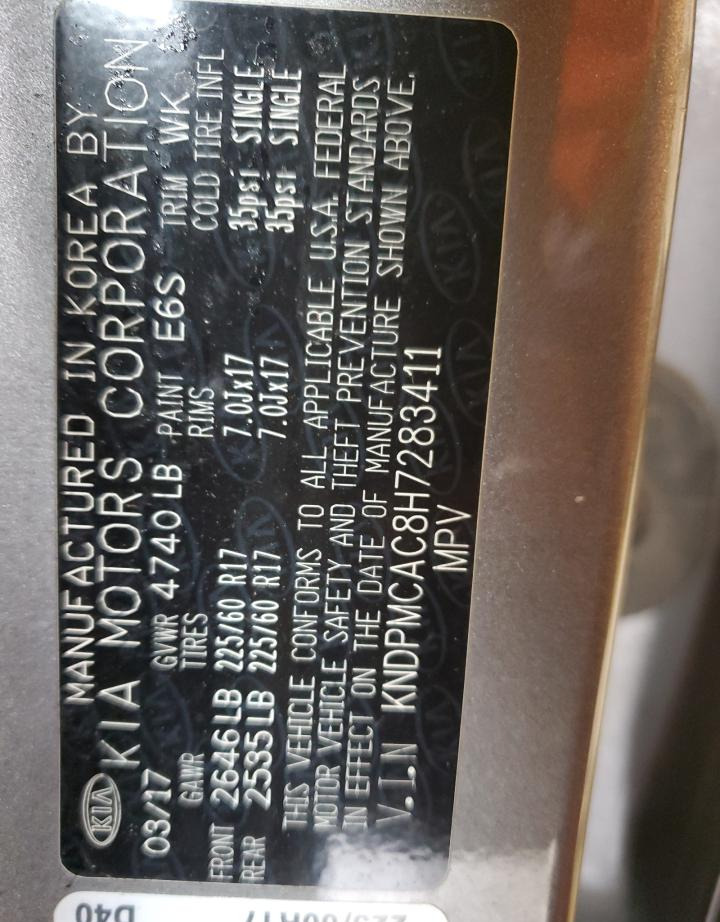 KIA MANUFACTURED IN KOREA BY
KIA MOTORS CORPORATION
03/17 GVWR 4740 LB PAINT E6S TRIM WK
GAWR TIRES RIMS COLD TIRE INFL
FRONT 2646 LB 225/60 R17 7.0Jx17 35psi SINGLE
REAR 2535 LB 225/60 R17 7.0Jx17 35psi SINGLE
THIS VEHICLE CONFORMS TO ALL APPLICABLE U.S.A. FEDERAL
MOTOR VEHICLE SAFETY AND THEFT PREVENTION STANDARDS
IN EFFECT ON THE DATE OF MANUFACTURE SHOWN ABOVE.
V.I.N KNDPMCAC8H7283411
MPV
D40